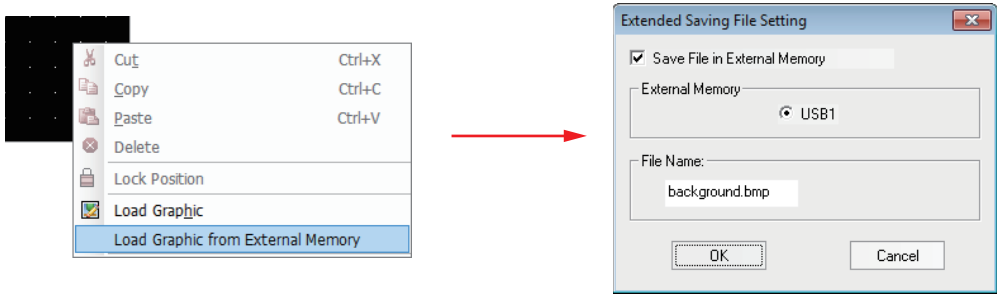 Cut Ctrl+X
Copy Ctrl+C
Paste Ctrl+V
Delete
Lock Position
Load Graphic
Load Graphic from External Memory
Extended Saving File Setting
Save File in External Memory
External Memory
USB1
File Name:
background.bmp
OK Cancel